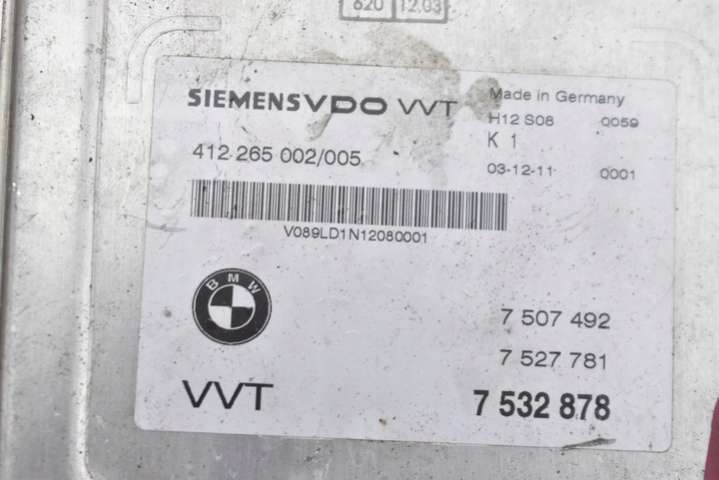 620 12.03
SIEMENSVDO VVT
Made in Germany
H12 S08 0059
K 1
412 265 002/005
03-12-11 0001
V089LD1N12080001
BMW
7 507 492
7 527 781
VVT 7 532 878